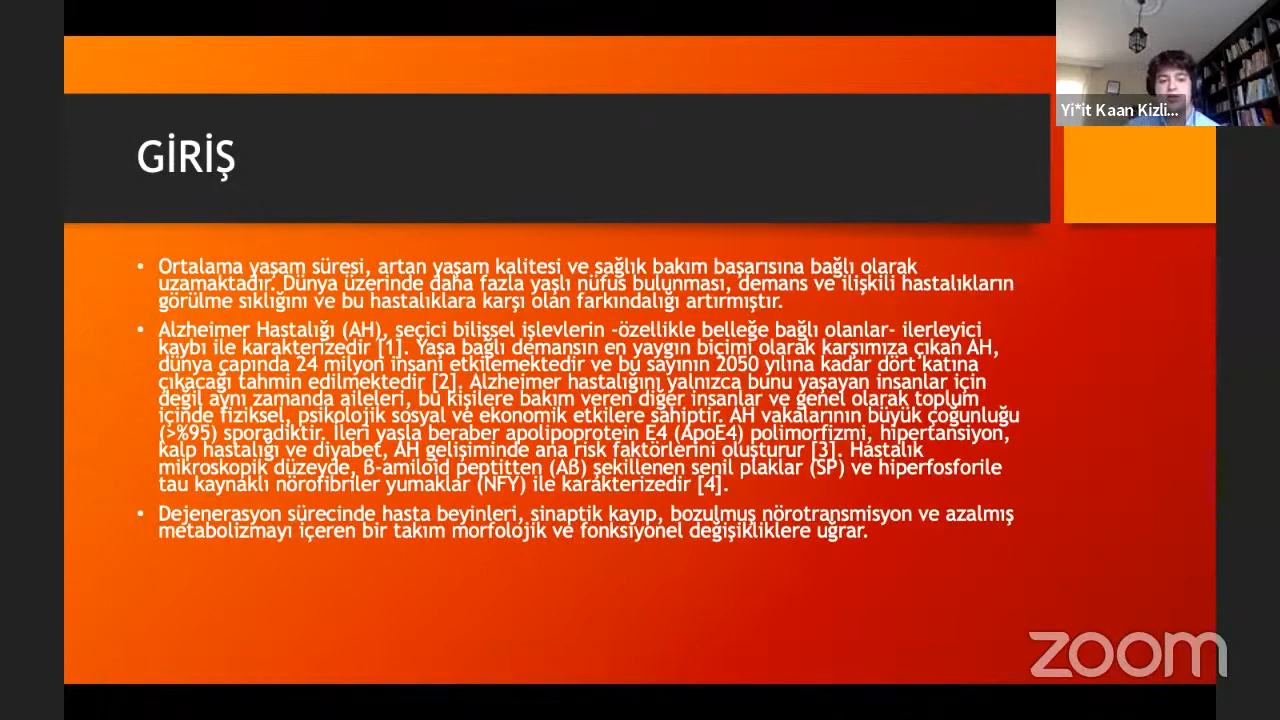 Yi*it Kaan Kizli...
GİRİŞ
• Ortalama yaşam süresi, artan yaşam kalitesi ve sağlık bakım başarısına bağlı olarak
uzamaktadır. Dünya üzerinde daha fazla yaşlı nüfus bulunması, demans ve ilişkili hastalıkların
görülme sıklığını ve bu hastalıklara karşı olan farkındalığı artırmıştır.
• Alzheimer Hastalığı (AH), seçici bilişsel işlevlerin -özellikle belleğe bağlı olanlar- ilerleyici
kaybı ile karakterizedir [1]. Yaşa bağlı demansın en yaygın biçimi olarak karşımıza çıkan AH,
dünya çapında 24 milyon insanı etkilemektedir ve bu sayının 2050 yılına kadar dört katına
çıkacağı tahmin edilmektedir [2]. Alzheimer hastalığını yalnızca bunu yaşayan insanlar için
değil aynı zamanda aileleri, bu kişilere bakım veren diğer insanlar ve genel olarak toplum
içinde fiziksel, psikolojik sosyal ve ekonomik etkilere sahiptir. AH vakalarının büyük çoğunluğu
(>%95) sporadiktir. İleri yaşla beraber apolipoprotein E4 (ApoE4) polimorfizmi, hipertansiyon,
kalp hastalığı ve diyabet, AH gelişiminde ana risk faktörlerini oluşturur [3]. Hastalık
mikroskopik düzeyde, ß-amiloid peptitten (Aß) şekillenen senil plaklar (SP) ve hiperfosforile
tau kaynaklı nörofibriler yumaklar (NFY) ile karakterizedir [4].
• Dejenerasyon sürecinde hasta beyinleri, sinaptik kayıp, bozulmuş nörotransmisyon ve azalmış
metabolizmayı içeren bir takım morfolojik ve fonksiyonel değişikliklere uğrar.
zoom